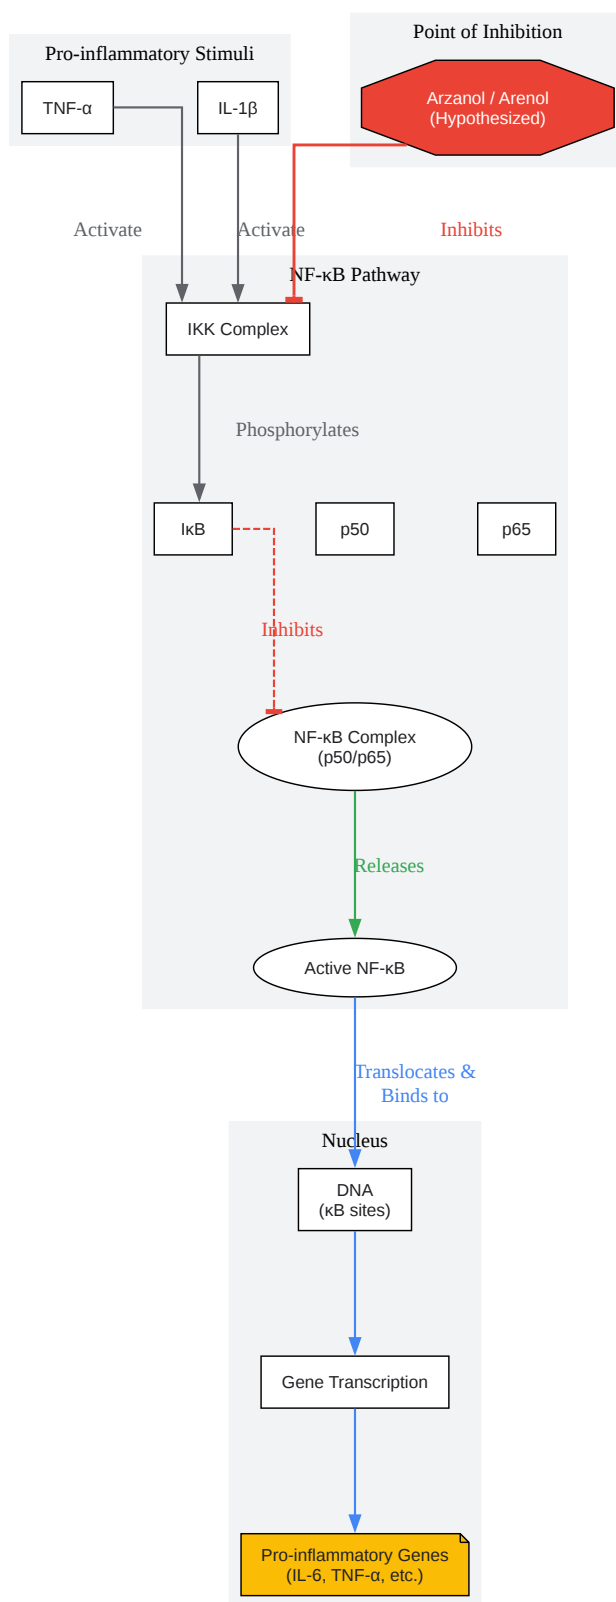 Point of Inhibition
Pro-inflammatory Stimuli
TNF-α
IL-1β
Arzanol / Arenol
(Hypothesized)
Activate
Activate
Inhibits
NF-κB Pathway
IKK Complex
Phosphorylates
IκB
p50
p65
Inhibits
NF-κB Complex
(p50/p65)
Releases
Active NF-κB
Translocates &
Binds to
Nucleus
DNA
(κB sites)
Gene Transcription
Pro-inflammatory Genes
(IL-6, TNF-α, etc.)